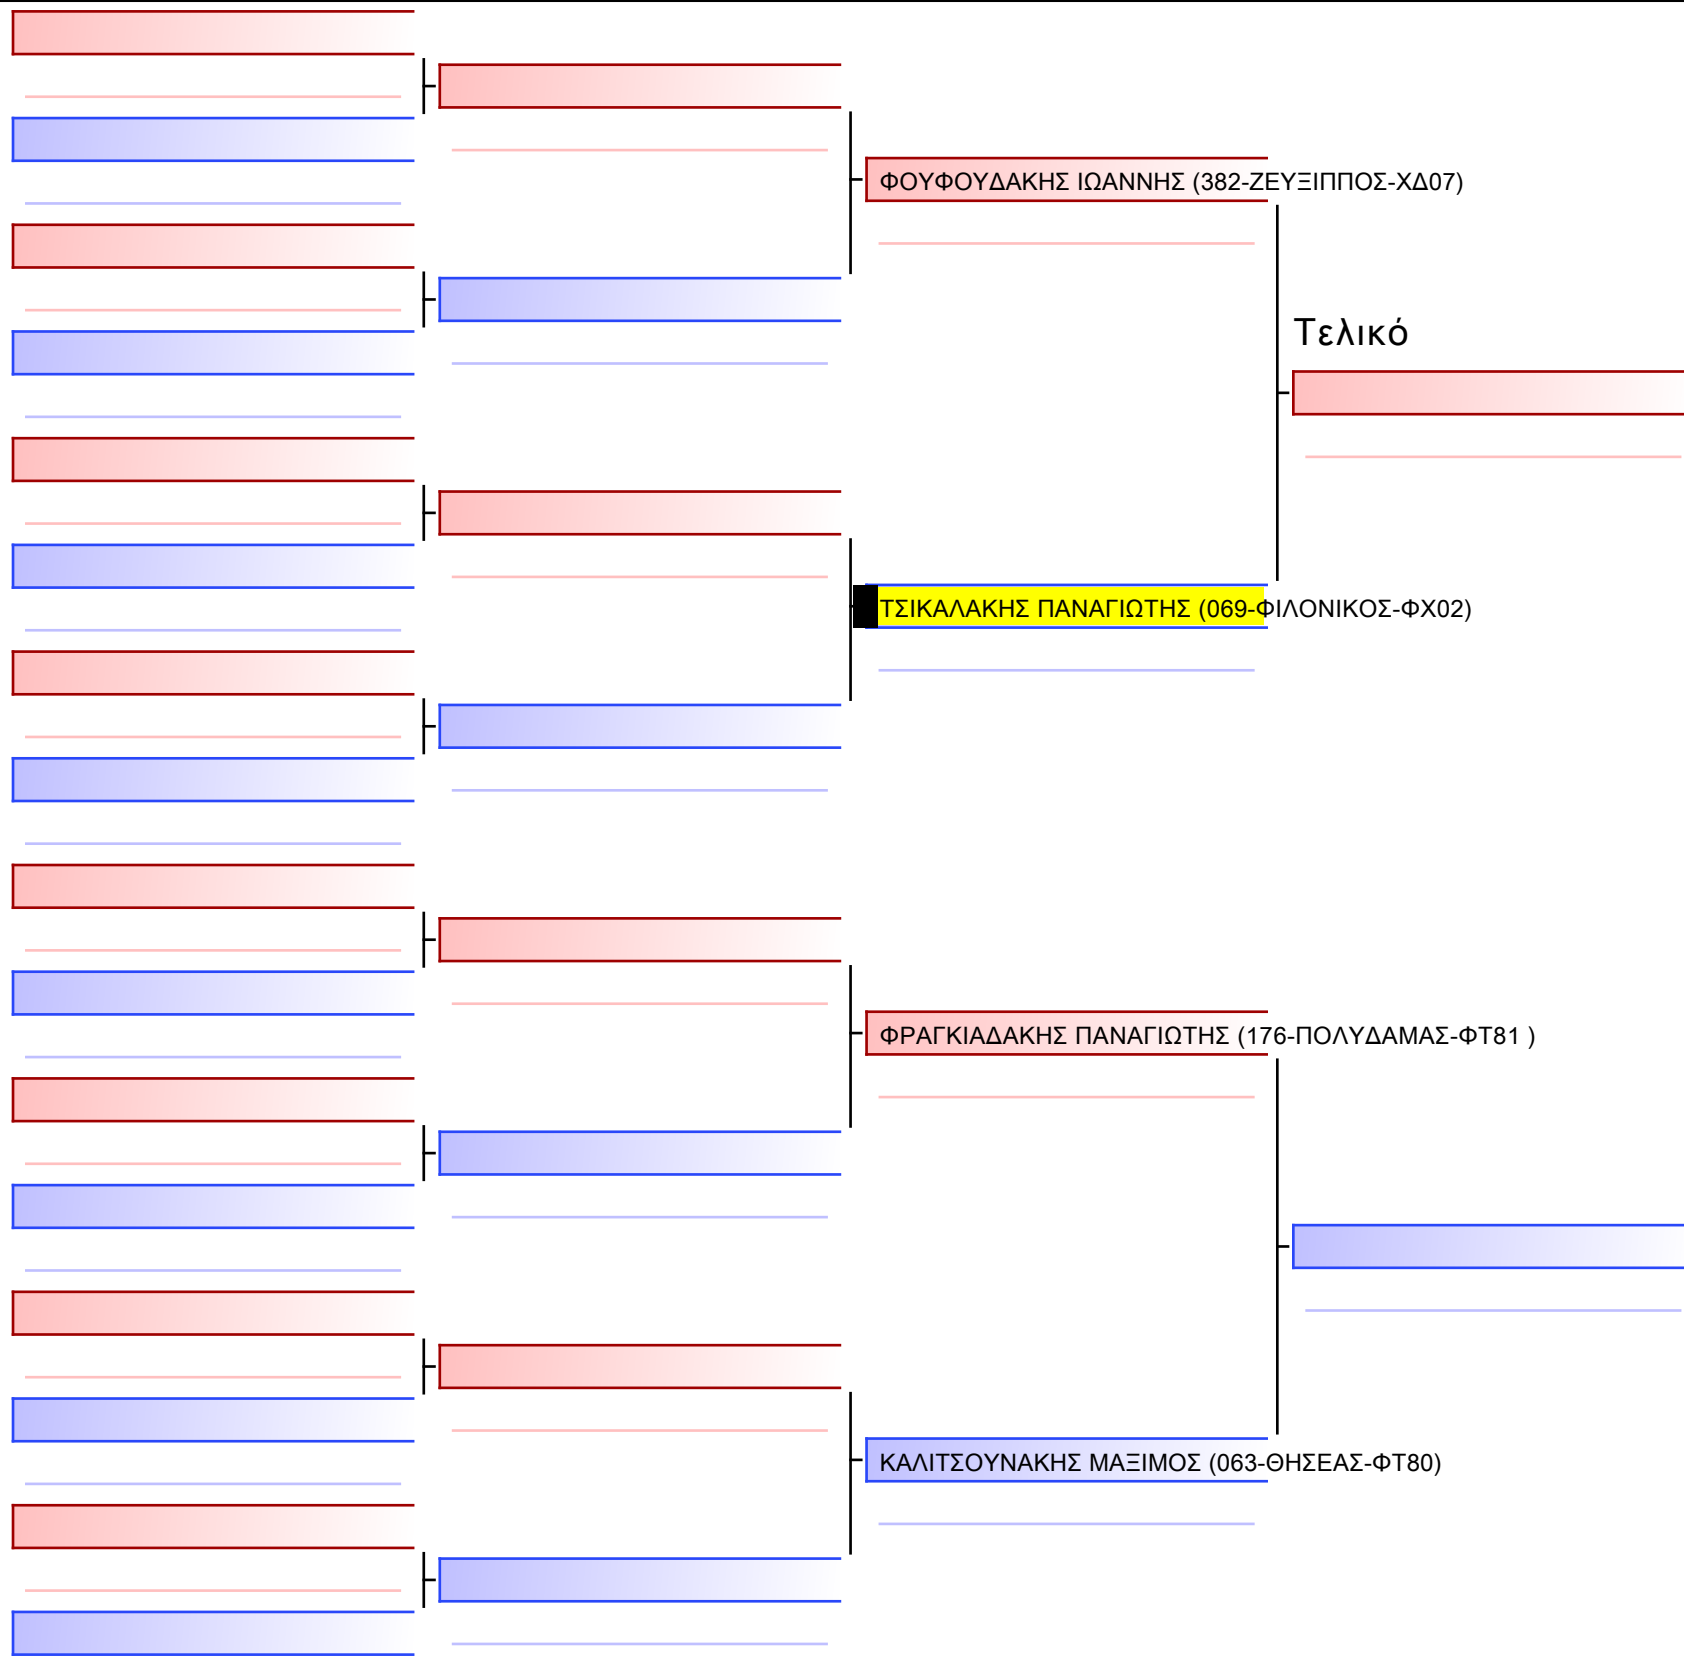 ΦΟΥΦΟΥΔΑΚΗΣ ΙΩΑΝΝΗΣ (382-ΖΕΥΞΙΠΠΟΣ-ΧΔ07)
Τελικό
ΤΣΙΚΑΛΑΚΗΣ ΠΑΝΑΓΙΩΤΗΣ (069-ΦΙΛΟΝΙΚΟΣ-ΦΧ02)
ΦΡΑΓΚΙΑΔΑΚΗΣ ΠΑΝΑΓΙΩΤΗΣ (176-ΠΟΛΥΔΑΜΑΣ-ΦΤ81 )
ΚΑΛΙΤΣΟΥΝΑΚΗΣ ΜΑΞΙΜΟΣ (063-ΘΗΣΕΑΣ-ΦΤ80)